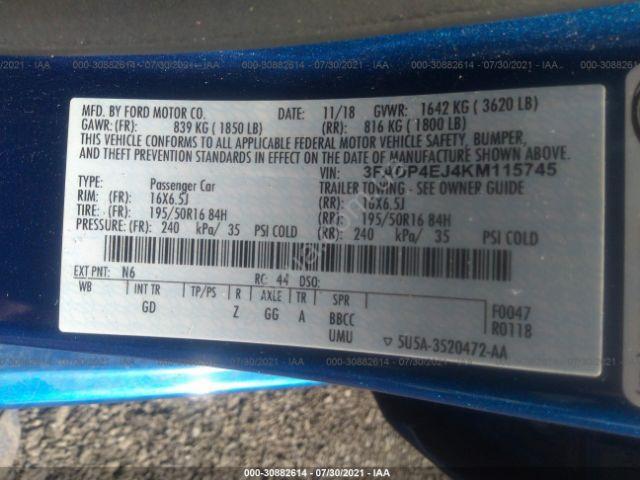 000-30882614 - 07/30/2021 - IAA
MFD. BY FORD MOTOR CO. DATE: 11/18 GVWR: 1642 KG ( 3620 LB)
GAWR: (FR): 839 KG ( 1850 LB) (RR): 816 KG ( 1800 LB)
THIS VEHICLE CONFORMS TO ALL APPLICABLE FEDERAL MOTOR VEHICLE SAFETY, BUMPER,
AND THEFT PREVENTION STANDARDS IN EFFECT ON THE DATE OF MANUFACTURE SHOWN ABOVE.
VIN: 3FADP4EJ4KM115745
TYPE: Passenger Car TRAILER TOWING - SEE OWNER GUIDE
RIM: (FR): 16X6.5J (RR): 16X6.5J
TIRE: (FR): 195/50R16 84H (RR): 195/50R16 84H
PRESSURE: (FR): 240 kPa/ 35 PSI COLD (RR): 240 kPa/ 35 PSI COLD
EXT PNT: N6 RC: 44 DSO:
WB INT TR TP/PS R AXLE TR SPR
GD Z GG A BBCC
UMU
F0047
R0118
5U5A-3S20472-AA
000-30882614 - 07/30/2021 - IAA